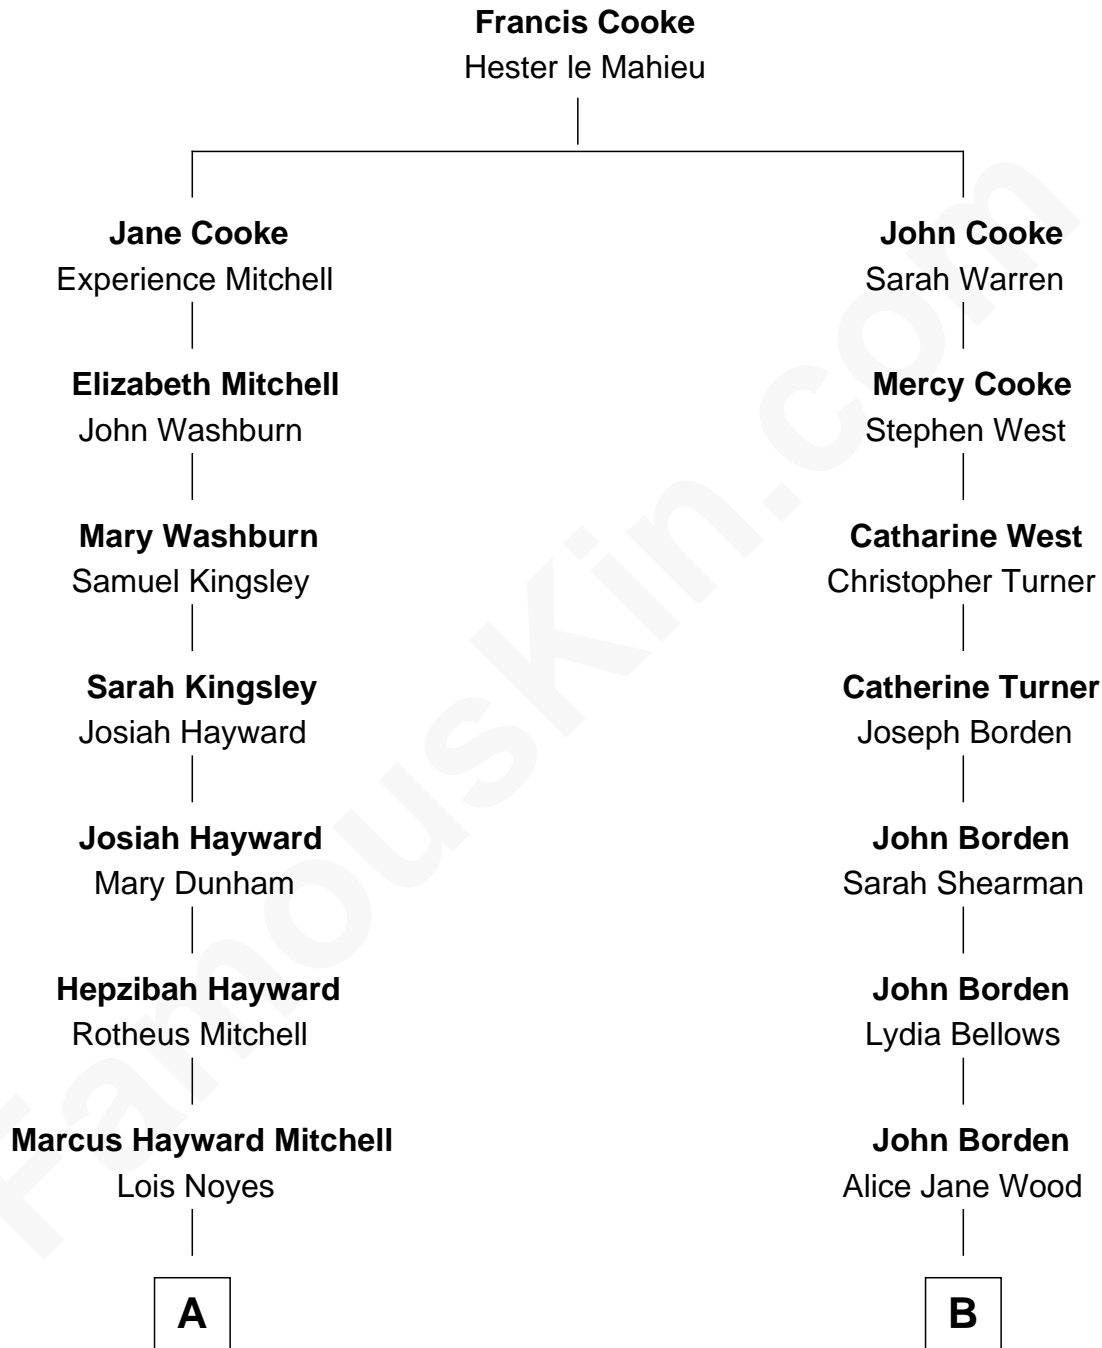 Francis Cooke
Hester le Mahieu
Jane Cooke
Experience Mitchell
John Cooke
Sarah Warren
Elizabeth Mitchell
John Washburn
Mercy Cooke
Stephen West
Mary Washburn
Samuel Kingsley
Catharine West
Christopher Turner
Sarah Kingsley
Josiah Hayward
Catherine Turner
Joseph Borden
Josiah Hayward
Mary Dunham
John Borden
Sarah Shearman
Hepzibah Hayward
Rotheus Mitchell
John Borden
Lydia Bellows
Marcus Hayward Mitchell
Lois Noyes
John Borden
Alice Jane Wood
A
B
FamousKin.com